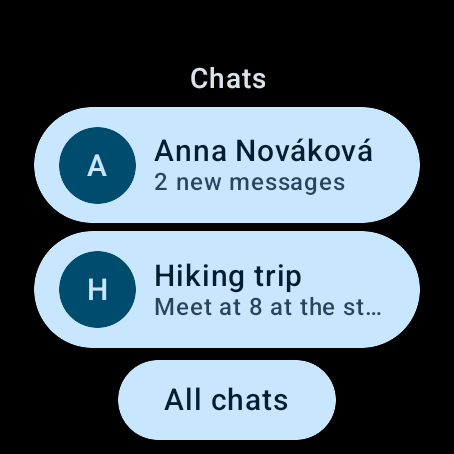 Chats
A
Anna Nováková
2 new messages
H
Hiking trip
Meet at 8 at the st…
All chats